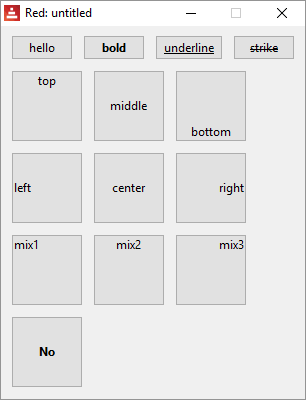 Red: untitled
hello bold underline strike
top middle bottom
left center right
mix1 mix2 mix3
No